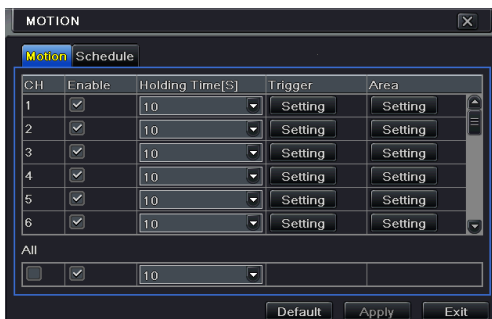 MOTION
Motion Schedule
CH Enable Holding Time[S] Trigger Area
1 10 Setting Setting
2 10 Setting Setting
3 10 Setting Setting
4 10 Setting Setting
5 10 Setting Setting
6 10 Setting Setting
All
10
Default Apply Exit